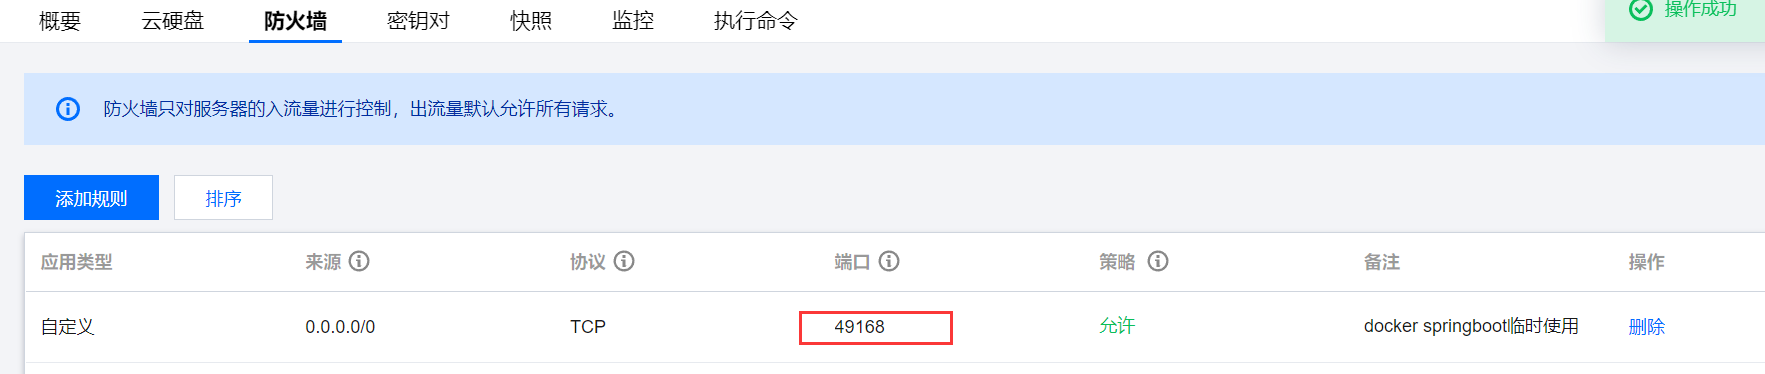 概要 云硬盘 防火墙 密钥对 快照 监控 执行命令
操作成功
防火墙只对服务器的入流量进行控制，出流量默认允许所有请求。
添加规则 排序
应用类型 来源 协议 端口 策略 备注 操作
自定义 0.0.0.0/0 TCP 49168 允许 docker springboot临时使用 删除